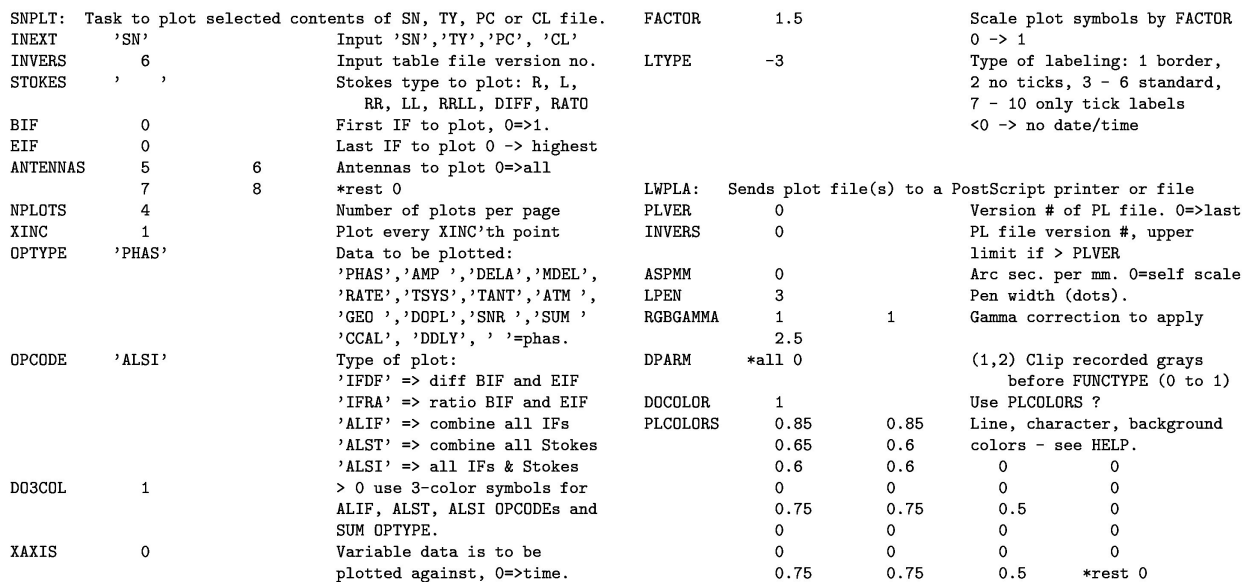 SNPLT:  Task to plot selected contents of SN, TY, PC or CL file.
INEXT      'SN'                    Input 'SN','TY','PC', 'CL'
INVERS        6                    Input table file version no.
STOKES     '    '                  Stokes type to plot: R, L,
                                      RR, LL, RRLL, DIFF, RATO
BIF           0                    First IF to plot, 0=>1.
EIF           0                    Last IF to plot 0 -> highest
ANTENNAS      5           6        Antennas to plot 0=>all
              7           8        *rest 0
NPLOTS        4                    Number of plots per page
XINC          1                    Plot every XINC'th point
OPTYPE     'PHAS'                  Data to be plotted:
                                   'PHAS','AMP ','DELA','MDEL',
                                   'RATE','TSYS','TANT','ATM ',
                                   'GEO ','DOPL','SNR ','SUM '
                                   'CCAL', 'DDLY', ' '=phas.
OPCODE     'ALSI'                  Type of plot:
                                   'IFDF' => diff BIF and EIF
                                   'IFRA' => ratio BIF and EIF
                                   'ALIF' => combine all IFs
                                   'ALST' => combine all Stokes
                                   'ALSI' => all IFs & Stokes
DO3COL        1                    > 0 use 3-color symbols for
                                   ALIF, ALST, ALSI OPCODEs and
                                   SUM OPTYPE.
XAXIS         0                    Variable data is to be
                                   plotted against, 0=>time.
FACTOR        1.5                  Scale plot symbols by FACTOR
                                   0 -> 1
LTYPE        -3                    Type of labeling: 1 border,
                                   2 no ticks, 3 - 6 standard,
                                   7 - 10 only tick labels
                                   <0 -> no date/time
LWPLA:   Sends plot file(s) to a PostScript printer or file
PLVER         0                    Version # of PL file. 0=>last
INVERS        0                    PL file version #, upper
                                   limit if > PLVER
ASPMM         0                    Arc sec. per mm. 0=self scale
LPEN          3                    Pen width (dots).
RGBGAMMA      1           1        Gamma correction to apply
              2.5
DPARM      *all 0                  (1,2) Clip recorded grays
                                       before FUNCTYPE (0 to 1)
DOCOLOR       1                    Use PLCOLORS ?
PLCOLORS      0.85        0.85     Line, character, background
              0.65        0.6      colors - see HELP.
              0.6         0.6         0           0
              0           0           0           0
              0.75        0.75        0.5         0
              0           0           0           0
              0           0           0           0
              0.75        0.75        0.5      *rest 0